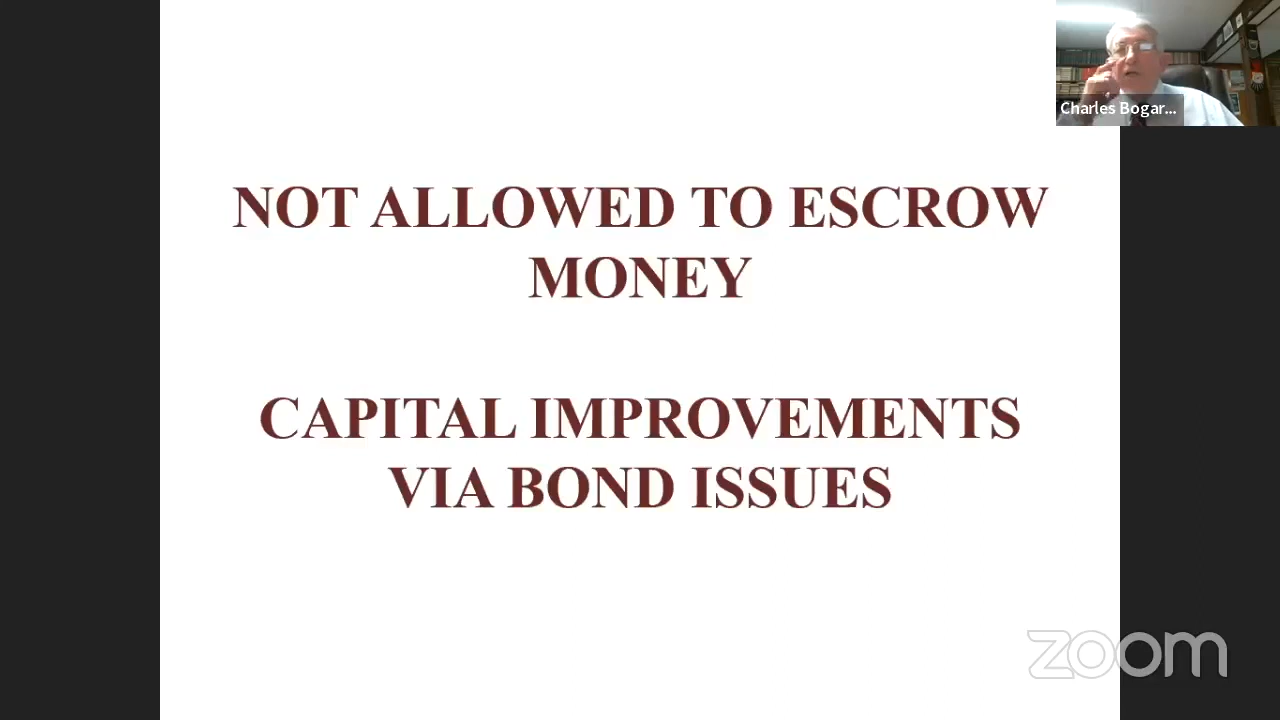 Charles Bogar...
NOT ALLOWED TO ESCROW
MONEY
CAPITAL IMPROVEMENTS
VIA BOND ISSUES
zoom